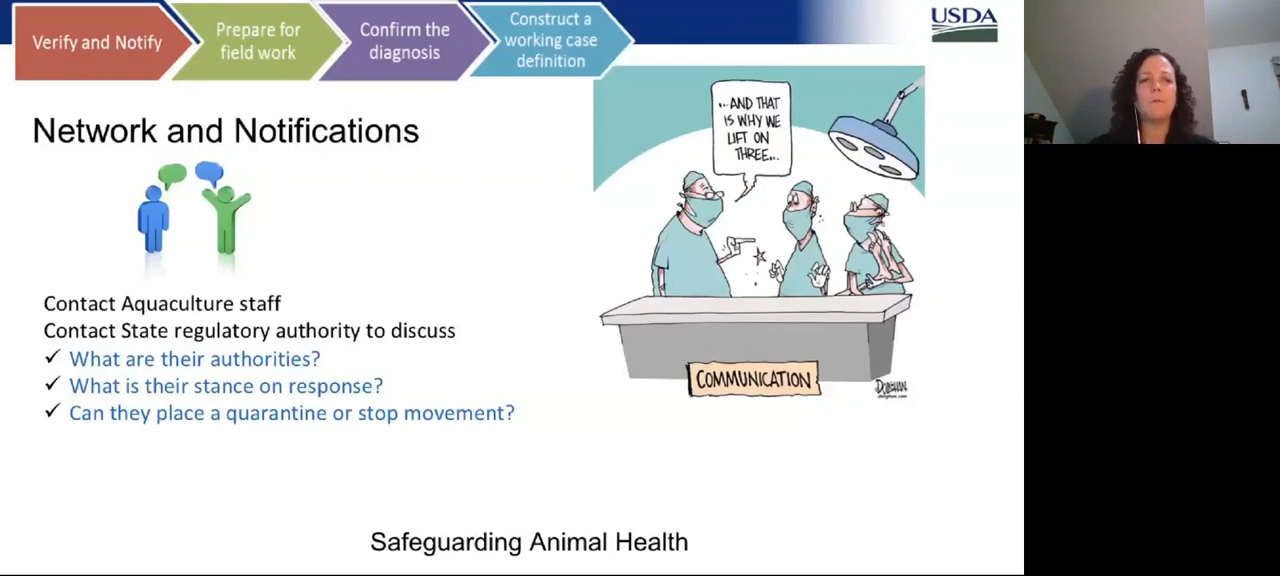 Verify and Notify
Prepare for
field work
Confirm the
diagnosis
Construct a
working case
definition
USDA
Network and Notifications
...AND THAT
IS WHY WE
LIFT ON
THREE...
Contact Aquaculture staff
Contact State regulatory authority to discuss
✓ What are their authorities?
✓ What is their stance on response?
✓ Can they place a quarantine or stop movement?
COMMUNICATION
Safeguarding Animal Health